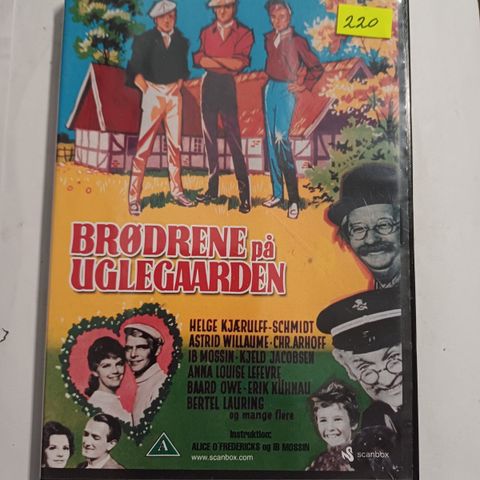 220
BRØDRENE på
UGLEGAARDEN
HELGE KJÆRULFF-SCHMIDT
ASTRID WILLAUME - CHR.ARHOFF
IB MOSSIN - KJELD JACOBSEN
ANNA LOUISE LEFEVRE
BAARD OWE - ERIK KÜHNAU
BERTEL LAURING
og mange flere
A
Instruktion:
ALICE O´FREDERICKS og IB MOSSIN
www.scanbox.com
scanbox